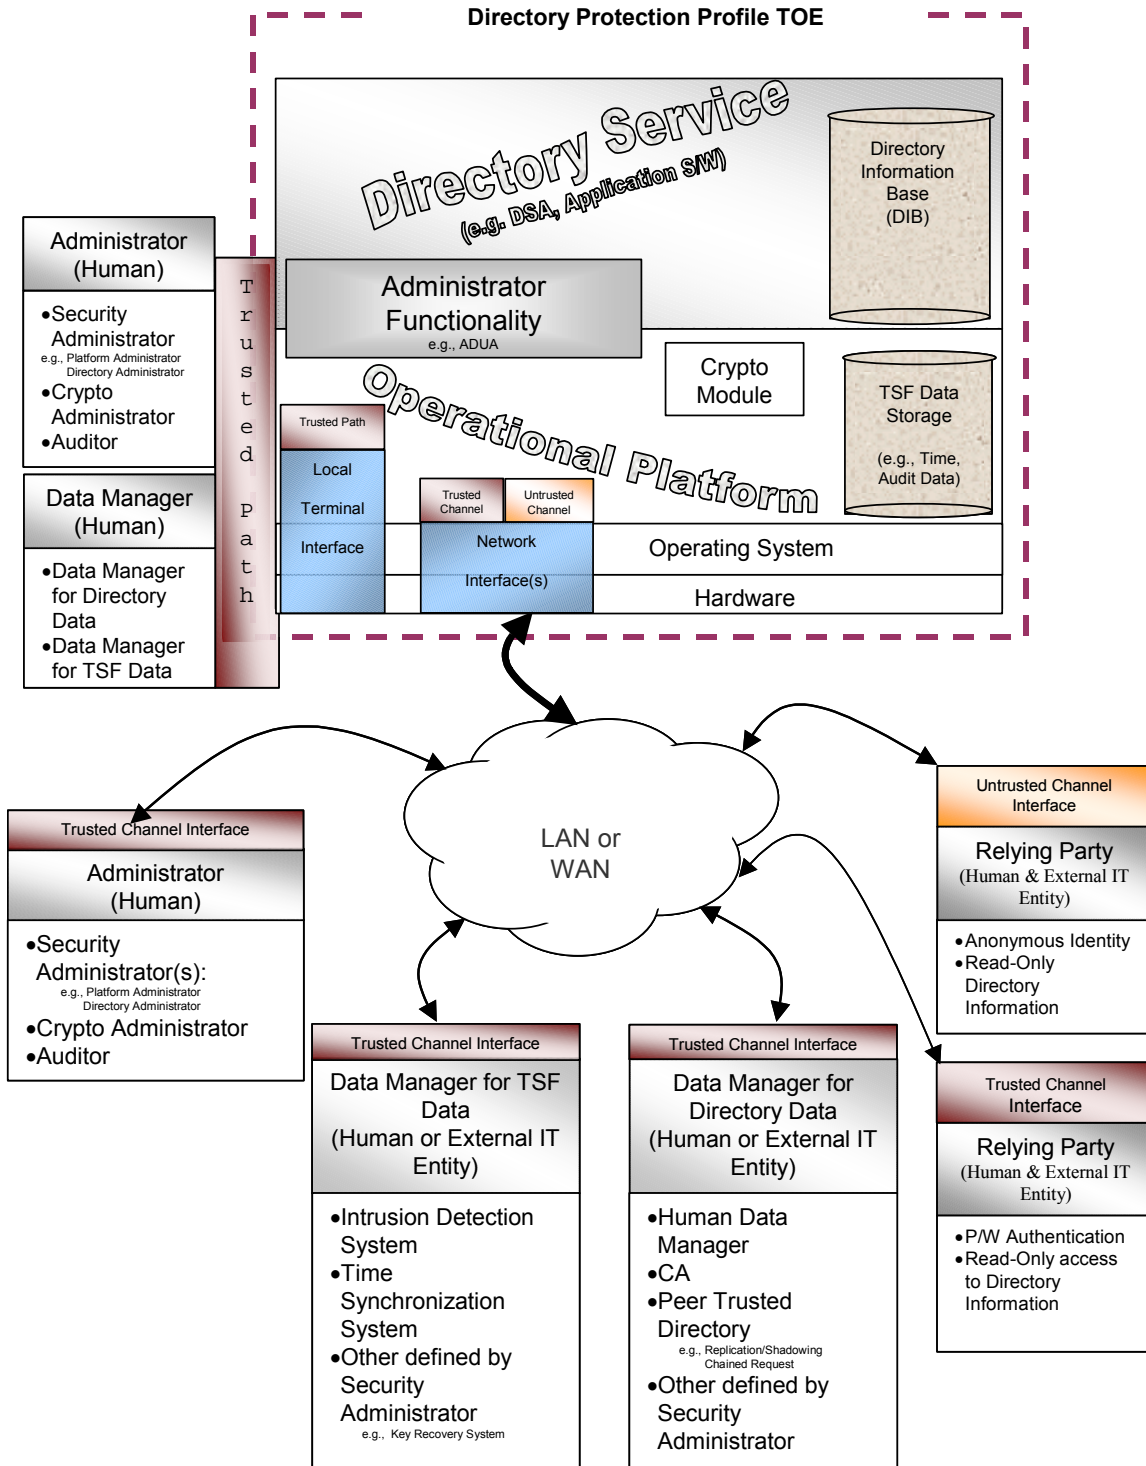 Directory Protection Profile TOE
Directory Service
(e.g. DSA, Application S/W)
Directory
Information
Base
(DIB)
Administrator
(Human)
•Security
Administrator
e.g., Platform Administrator
Directory Administrator
•Crypto
Administrator
•Auditor
Data Manager
(Human)
•Data Manager
for Directory
Data
•Data Manager
for TSF Data
Trusted Path
Administrator
Functionality
e.g., ADUA
Crypto
Module
TSF Data
Storage
(e.g., Time,
Audit Data)
Operational Platform
Trusted Path
Local
Terminal
Interface
Trusted
Channel
Untrusted
Channel
Network
Interface(s)
Operating System
Hardware
LAN or
WAN
Trusted Channel Interface
Administrator
(Human)
•Security
Administrator(s):
e.g., Platform Administrator
Directory Administrator
•Crypto Administrator
•Auditor
Trusted Channel Interface
Data Manager for TSF
Data
(Human or External IT
Entity)
•Intrusion Detection
System
•Time
Synchronization
System
•Other defined by
Security
Administrator
e.g., Key Recovery System
Trusted Channel Interface
Data Manager for
Directory Data
(Human or External IT
Entity)
•Human Data
Manager
•CA
•Peer Trusted
Directory
e.g., Replication/Shadowing
Chained Request
•Other defined by
Security
Administrator
Untrusted Channel
Interface
Relying Party
(Human & External IT
Entity)
•Anonymous Identity
•Read-Only
Directory
Information
Trusted Channel
Interface
Relying Party
(Human & External IT
Entity)
•P/W Authentication
•Read-Only access
to Directory
Information